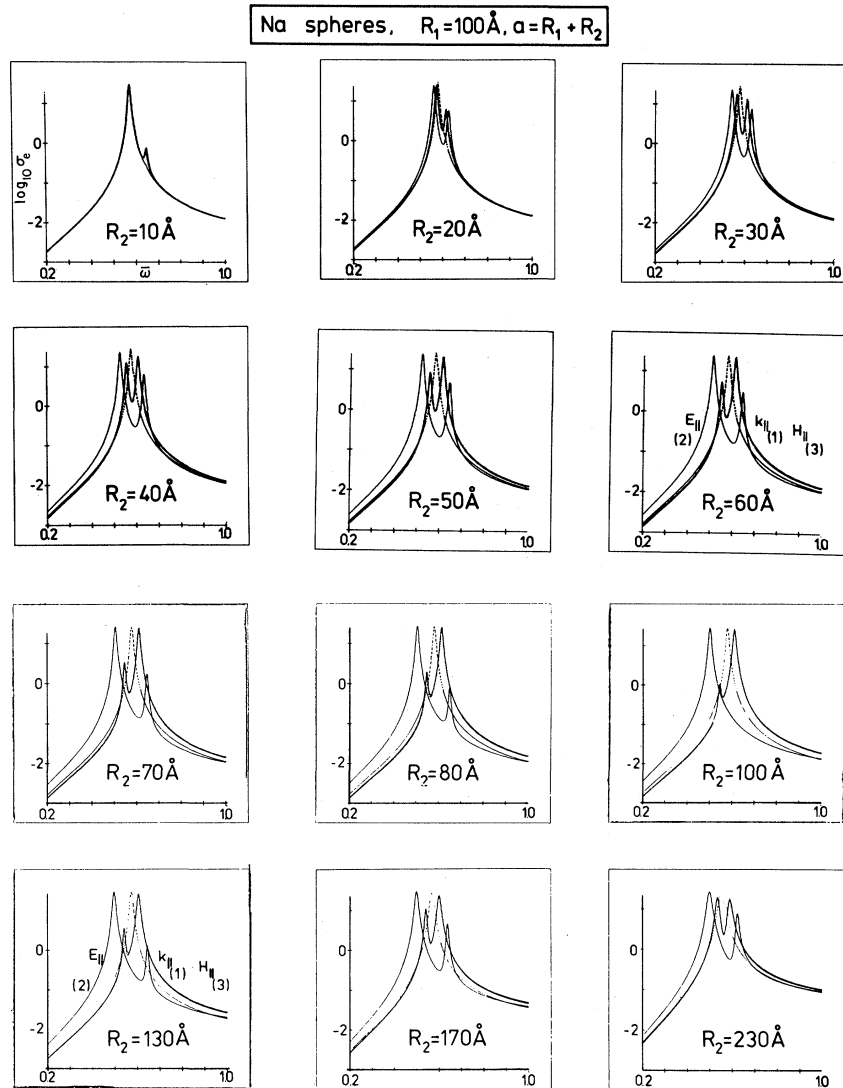 Na spheres, R₁=100Å, a=R₁+R₂
0
-2
log₁₀ σₑ
R₂=10Å
0.2
ω̃
1.0
0
-2
R₂=20Å
0.2
1.0
0
-2
R₂=30Å
0.2
1.0
0
-2
R₂=40Å
0.2
1.0
0
-2
R₂=50Å
0.2
1.0
0
-2
E||
(2)
k||
(1)
H||
(3)
R₂=60Å
0.2
1.0
0
-2
R₂=70Å
0.2
1.0
0
-2
R₂=80Å
0.2
1.0
0
-2
R₂=100Å
0.2
1.0
0
-2
E||
(2)
k||
(1)
H||
(3)
R₂=130Å
0.2
1.0
0
-2
R₂=170Å
0.2
1.0
0
-2
R₂=230Å
0.2
1.0